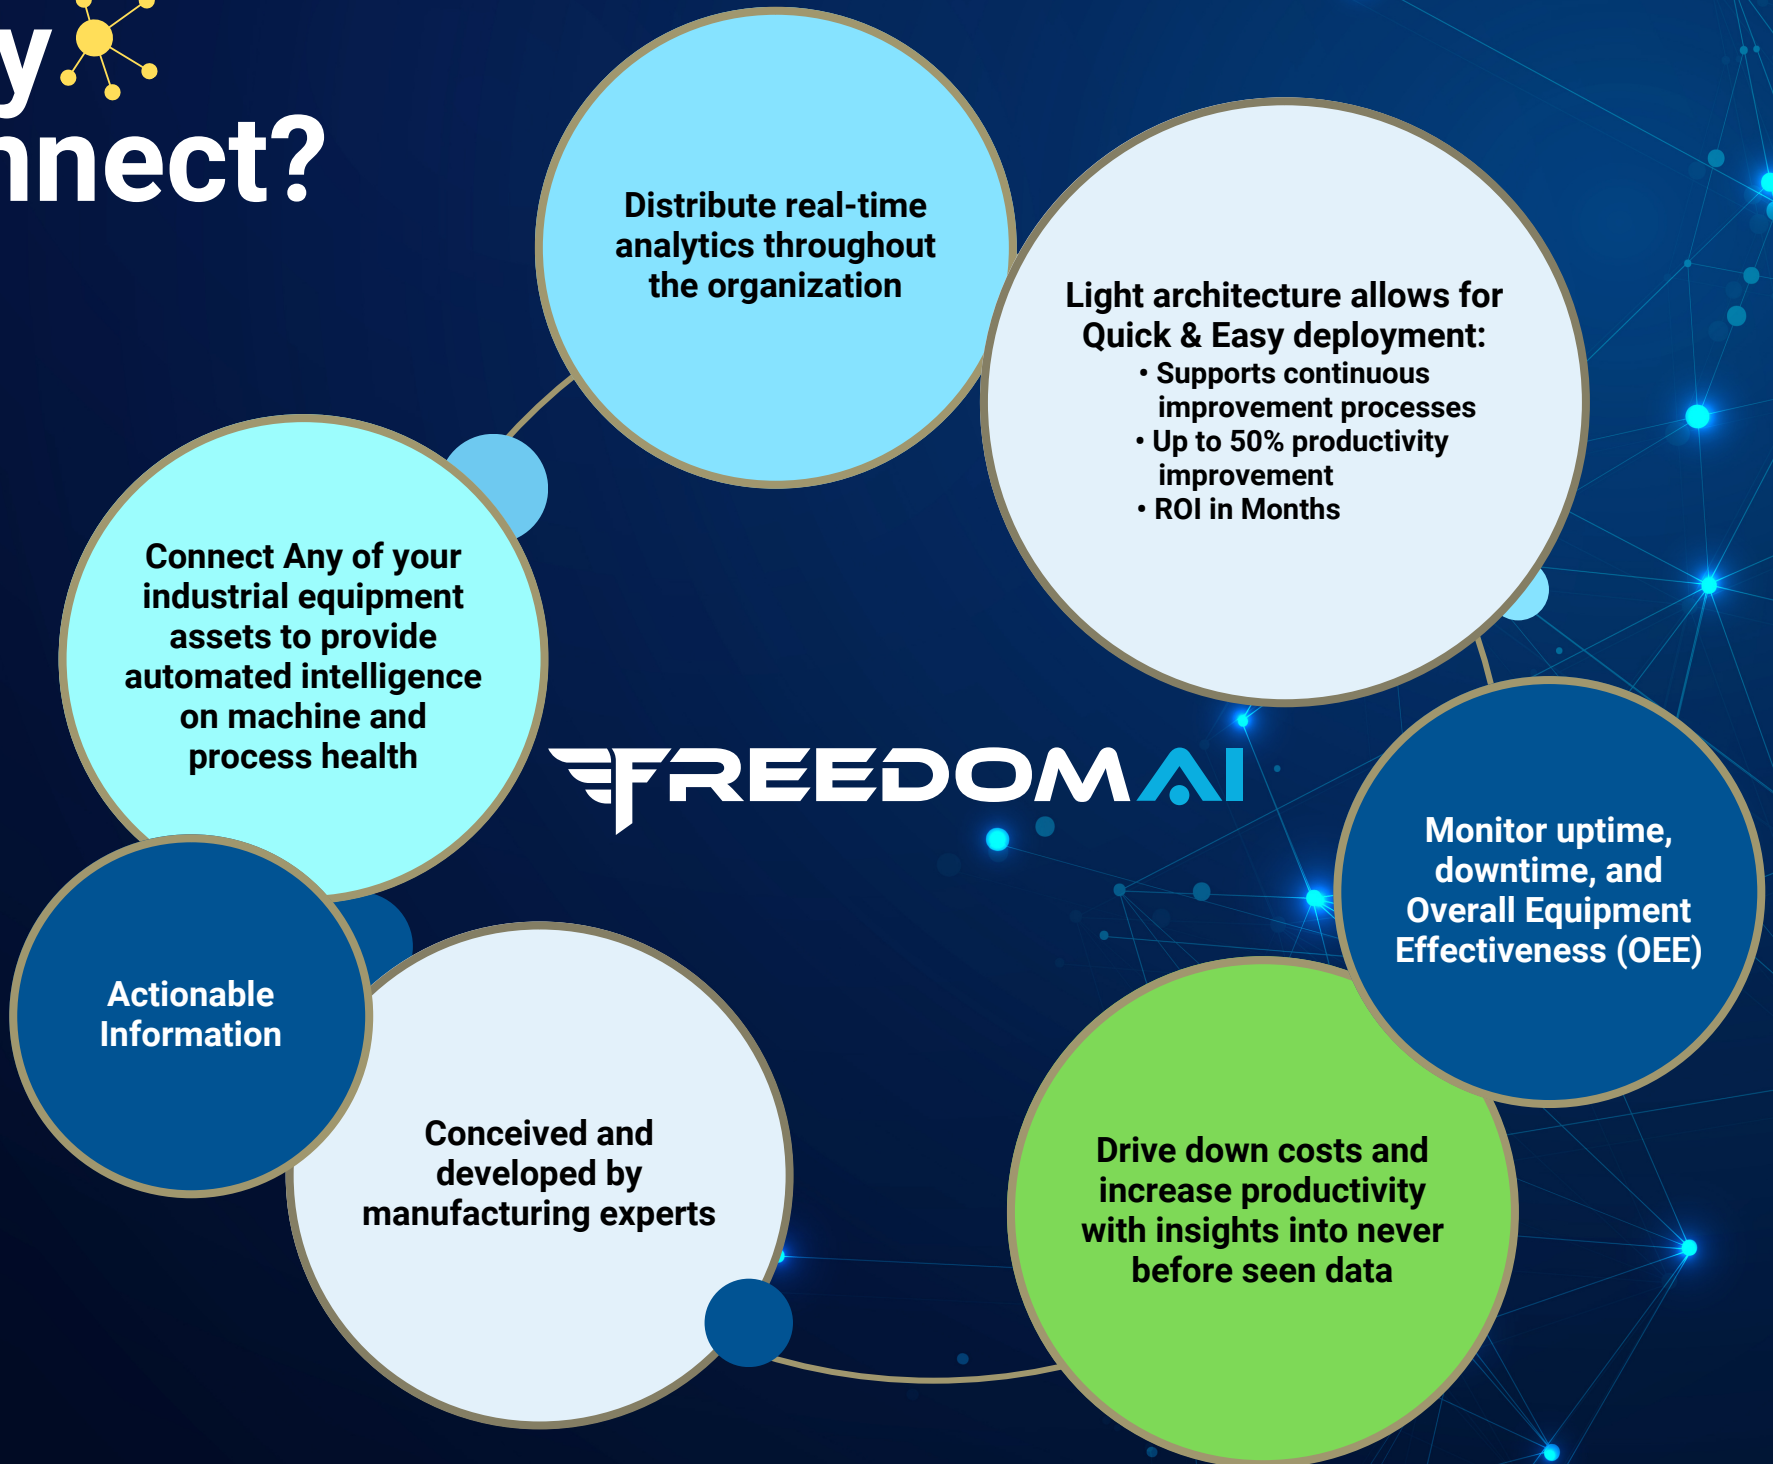 y
nnect?
Distribute real-time
analytics throughout
the organization
Light architecture allows for
Quick & Easy deployment:
• Supports continuous
improvement processes
• Up to 50% productivity
improvement
• ROI in Months
Connect Any of your
industrial equipment
assets to provide
automated intelligence
on machine and
process health
FREEDOMAI
Monitor uptime,
downtime, and
Overall Equipment
Effectiveness (OEE)
Actionable
Information
Conceived and
developed by
manufacturing experts
Drive down costs and
increase productivity
with insights into never
before seen data